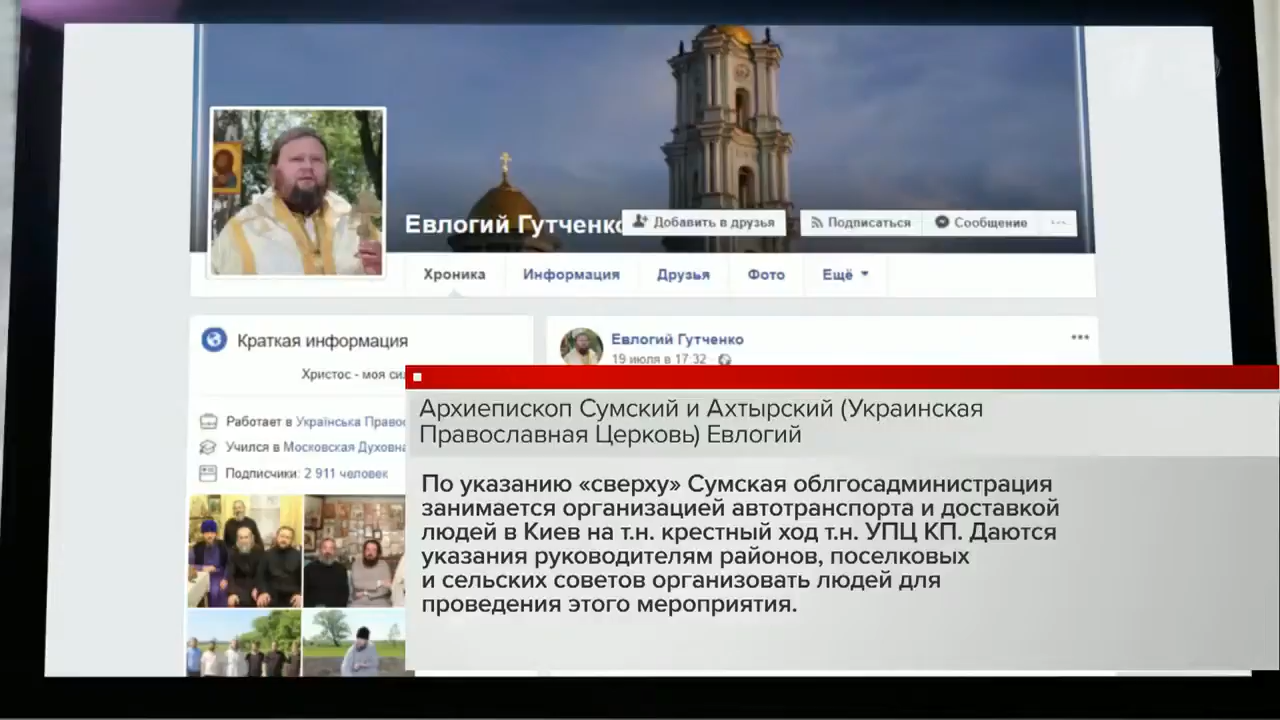 Евлогий Гутченко
Добавить в друзья
Подписаться
Сообщение
Хроника
Информация
Друзья
Фото
Ещё
Краткая информация
Христос - моя
Работает в Українська
Учился в Московская
Подписчики: 2 911 человек
Евлогий Гутченко
19 июля в 17:32
Архиепископ Сумский и Ахтырский (Украинская
Православная Церковь) Евлогий
По указанию «сверху» Сумская облгосадминистрация
занимается организацией автотранспорта и доставкой
людей в Киев на т.н. крестный ход т.н. УПЦ КП. Даются
указания руководителям районов, поселковых
и сельских советов организовать людей для
проведения этого мероприятия.